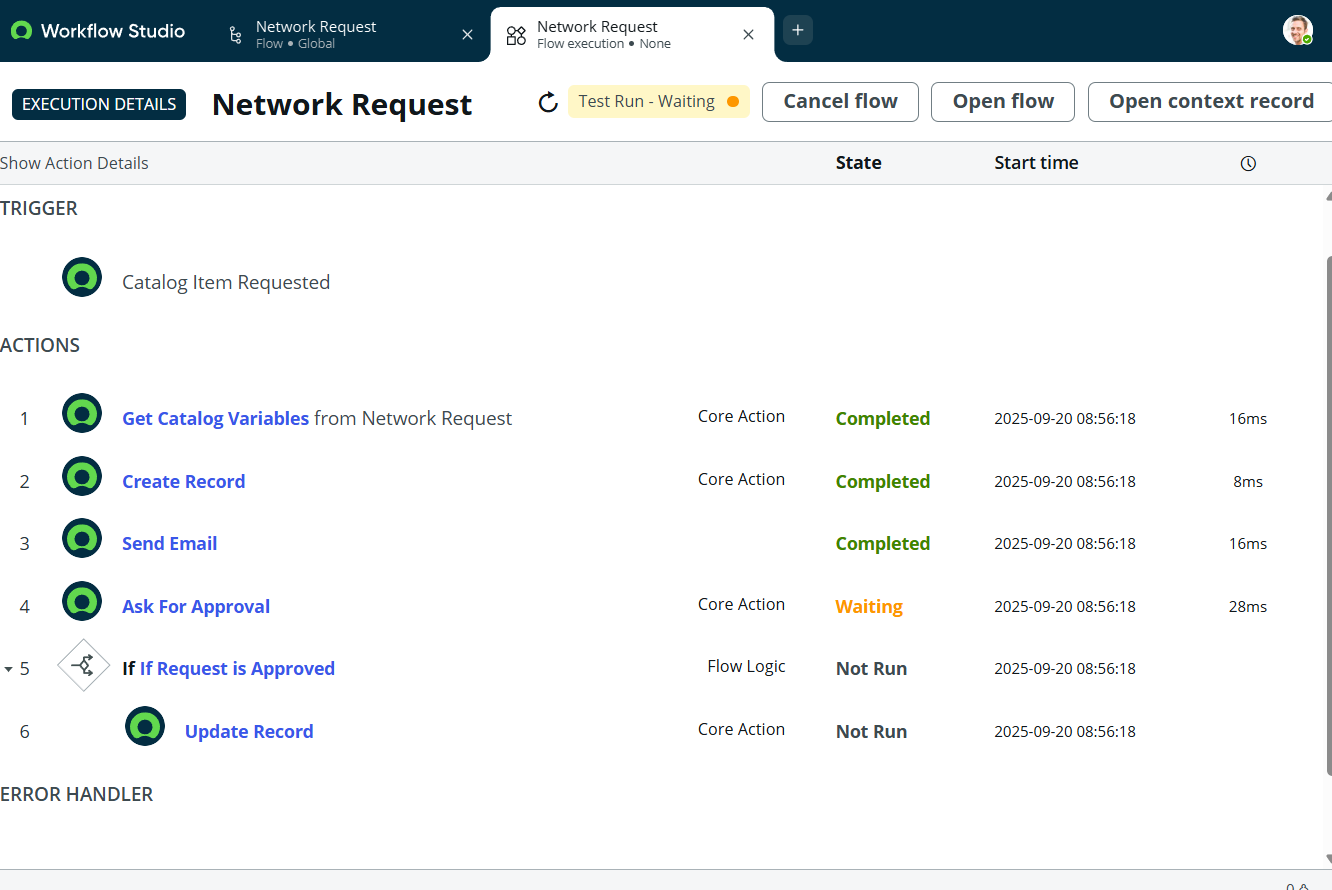 Workflow Studio
Network Request
Flow • Global
Network Request
Flow execution • None
EXECUTION DETAILS
Network Request
Test Run - Waiting
Cancel flow
Open flow
Open context record
Show Action Details
State
Start time
TRIGGER
Catalog Item Requested
ACTIONS
1 Get Catalog Variables from Network Request Core Action Completed 2025-09-20 08:56:18 16ms
2 Create Record Core Action Completed 2025-09-20 08:56:18 8ms
3 Send Email Completed 2025-09-20 08:56:18 16ms
4 Ask For Approval Core Action Waiting 2025-09-20 08:56:18 28ms
5 If If Request is Approved Flow Logic Not Run 2025-09-20 08:56:18
6 Update Record Core Action Not Run 2025-09-20 08:56:18
ERROR HANDLER